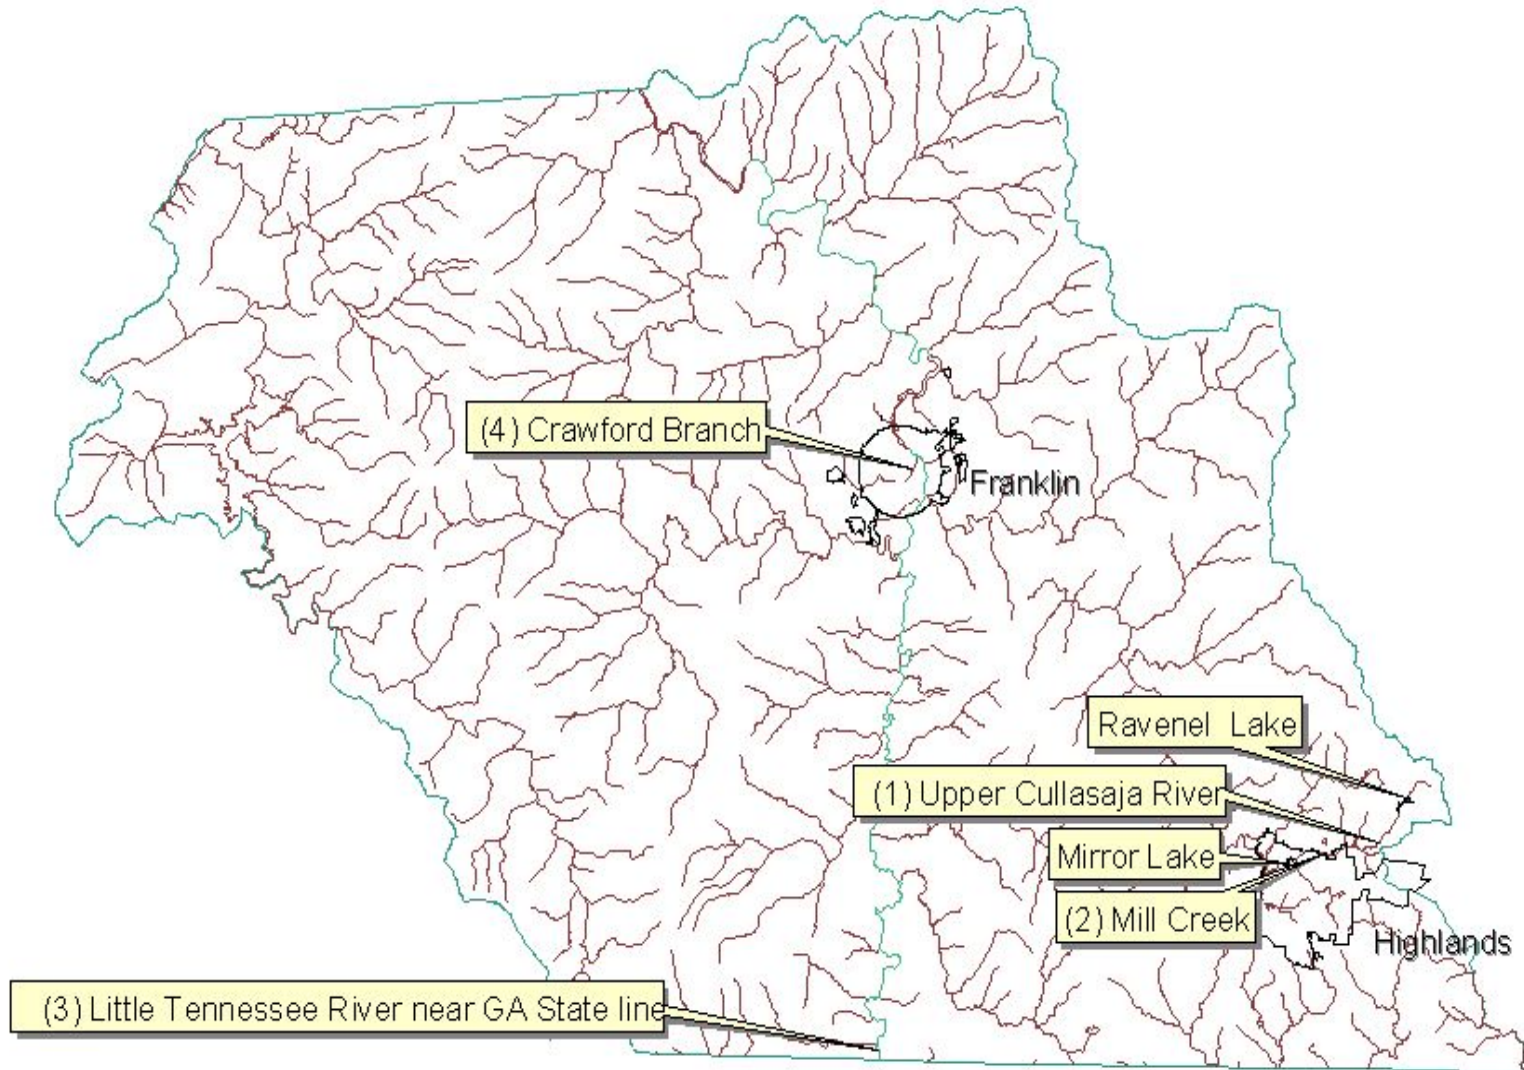 (4) Crawford Branch
Franklin
Ravenel Lake
(1) Upper Cullasaja River
Mirror Lake
(2) Mill Creek
Highlands
(3) Little Tennessee River near GA State line